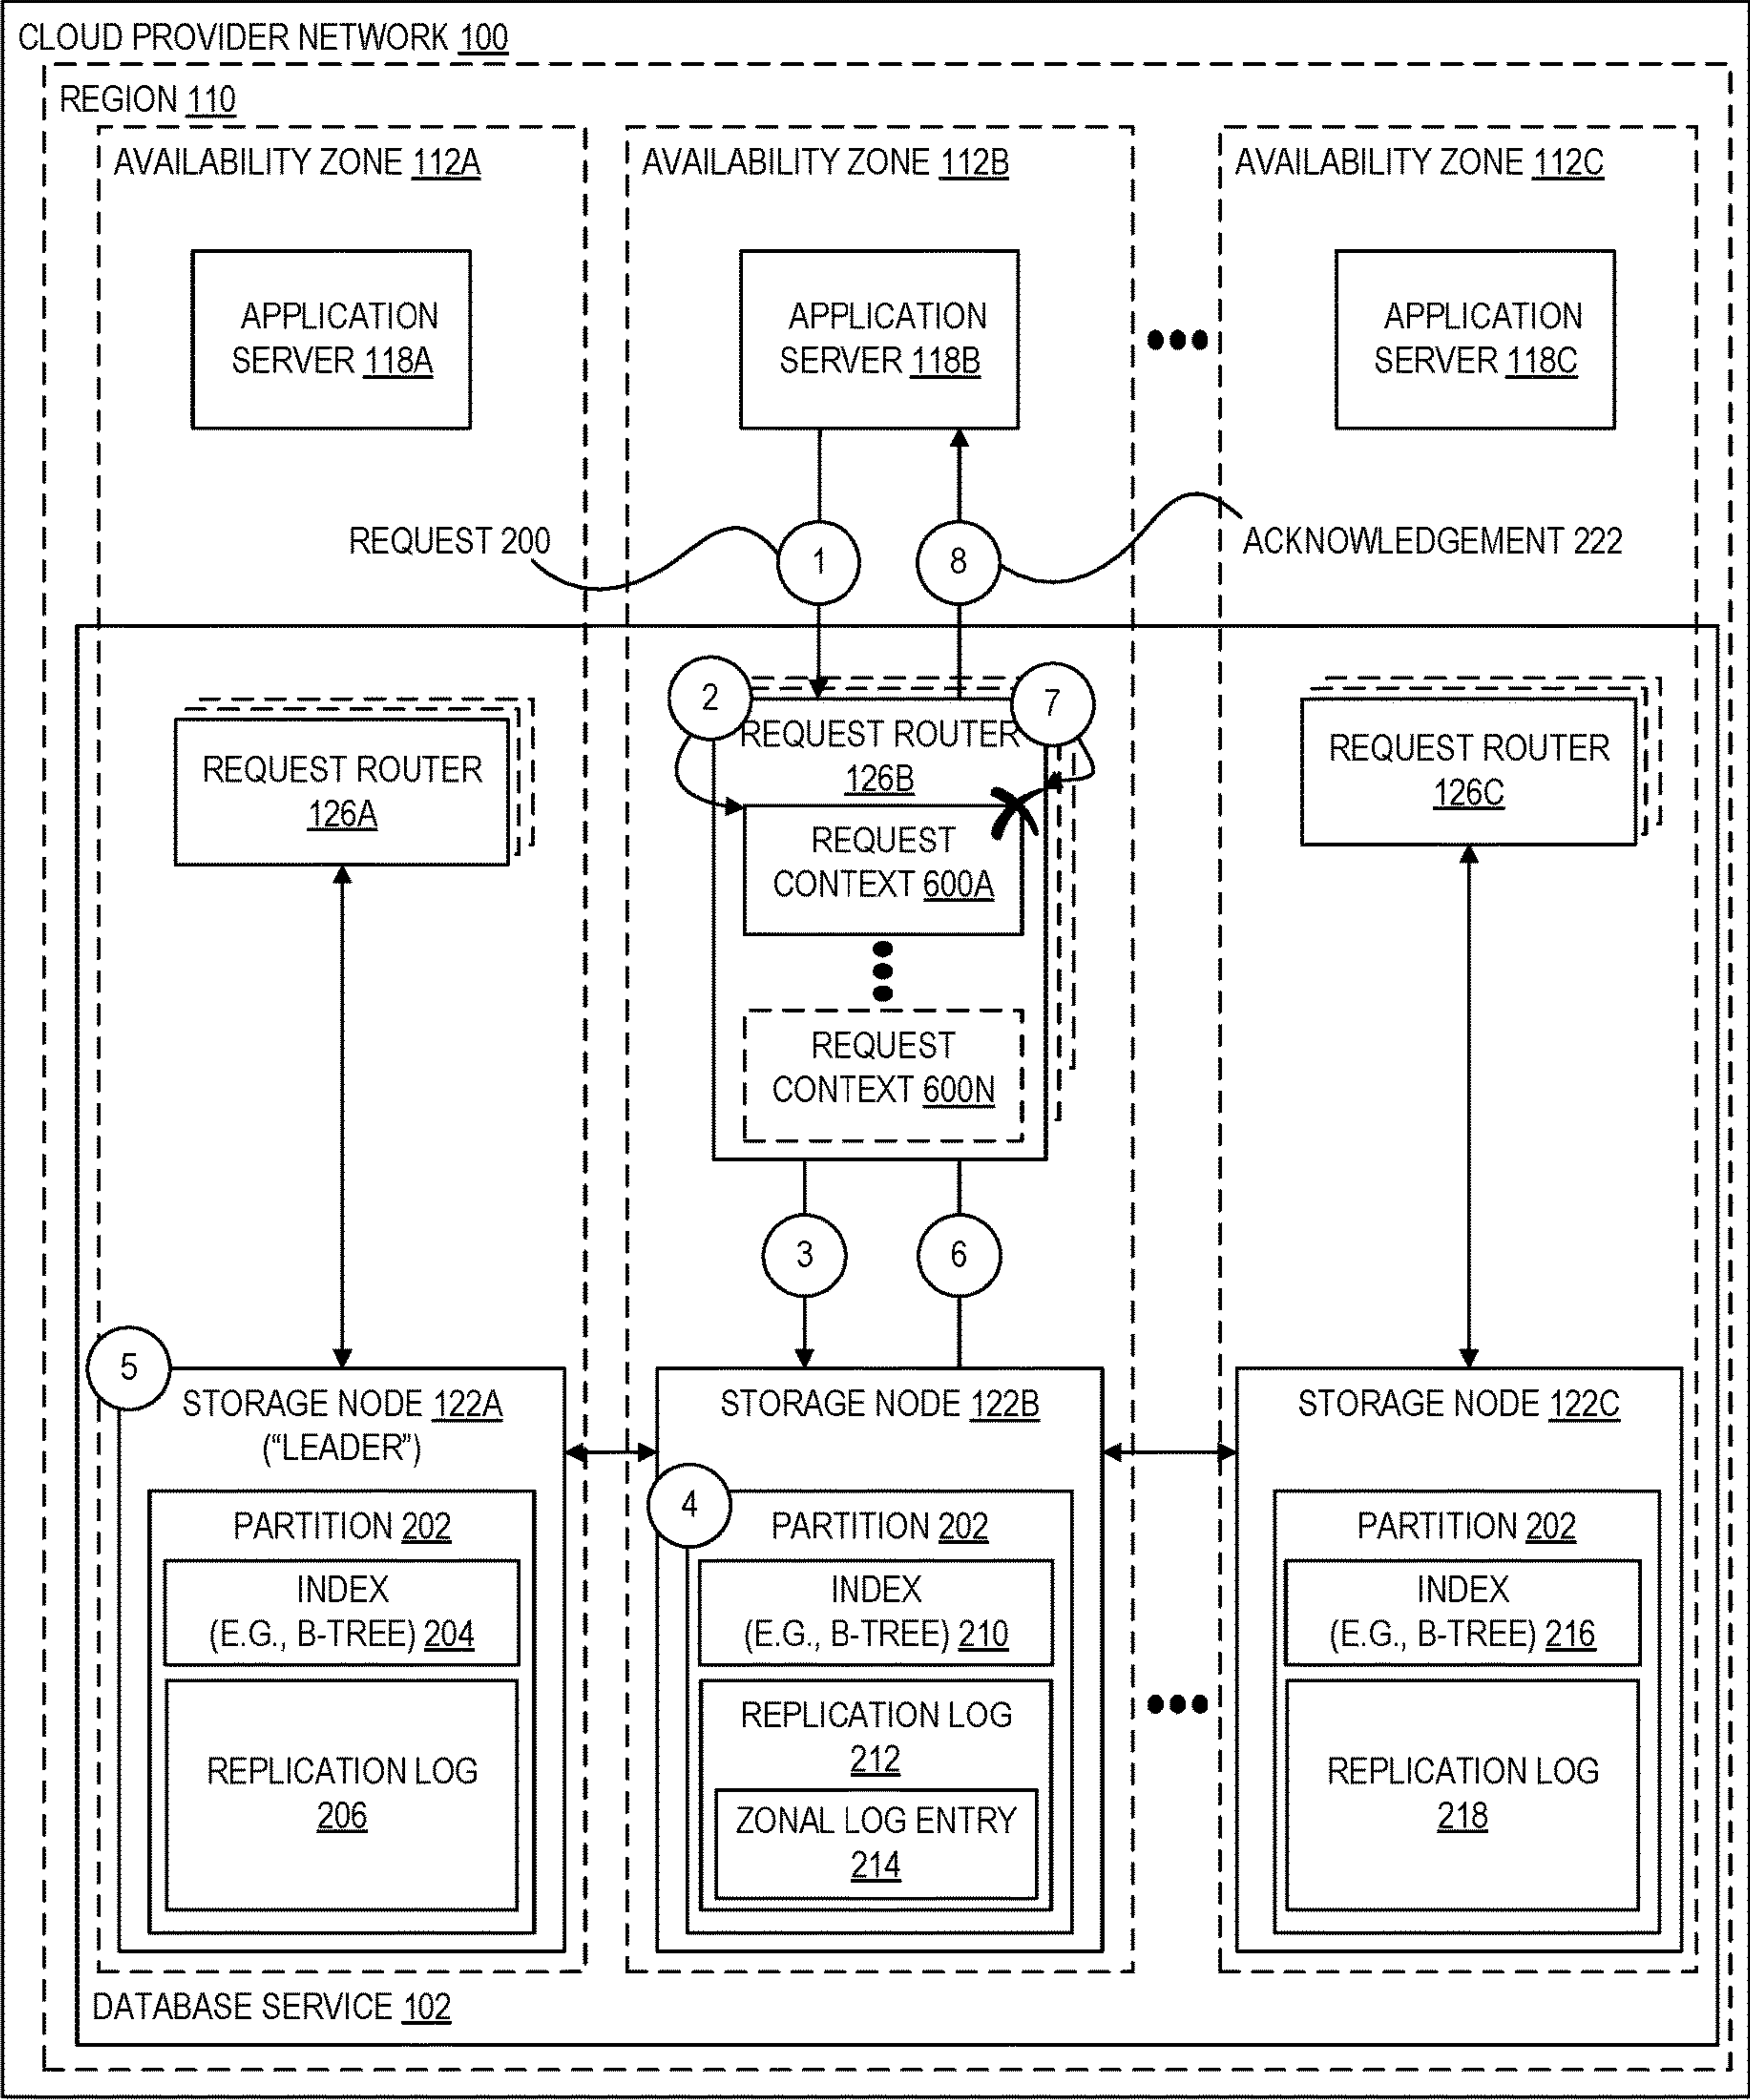 CLOUD PROVIDER NETWORK 100
REGION 110
AVAILABILITY ZONE 112A
AVAILABILITY ZONE 112B
AVAILABILITY ZONE 112C
APPLICATION
SERVER 118A
APPLICATION
SERVER 118B
APPLICATION
SERVER 118C
REQUEST 200
1
8
ACKNOWLEDGEMENT 222
2
7
REQUEST ROUTER
126A
REQUEST ROUTER
126B
REQUEST ROUTER
126C
REQUEST
CONTEXT 600A
REQUEST
CONTEXT 600N
3
6
5
STORAGE NODE 122A
("LEADER")
STORAGE NODE 122B
STORAGE NODE 122C
4
PARTITION 202
INDEX
(E.G., B-TREE) 204
REPLICATION LOG
206
PARTITION 202
INDEX
(E.G., B-TREE) 210
REPLICATION LOG
212
ZONAL LOG ENTRY
214
PARTITION 202
INDEX
(E.G., B-TREE) 216
REPLICATION LOG
218
DATABASE SERVICE 102